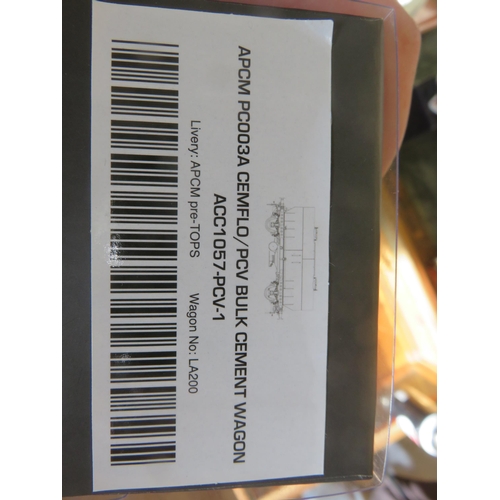 APCM PC003A CEMFLO/PCV BULK CEMENT WAGON
ACC1057-PCV-1
Livery: APCM pre-TOPS Wagon No: LA200